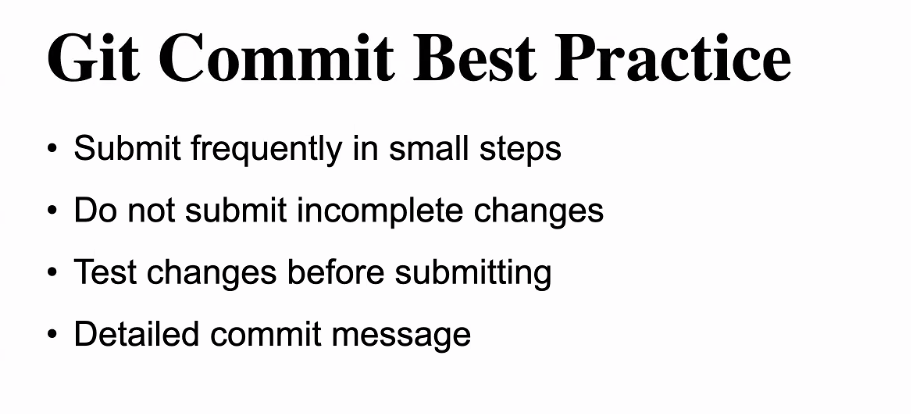 Git Commit Best Practice
• Submit frequently in small steps
• Do not submit incomplete changes
• Test changes before submitting
• Detailed commit message